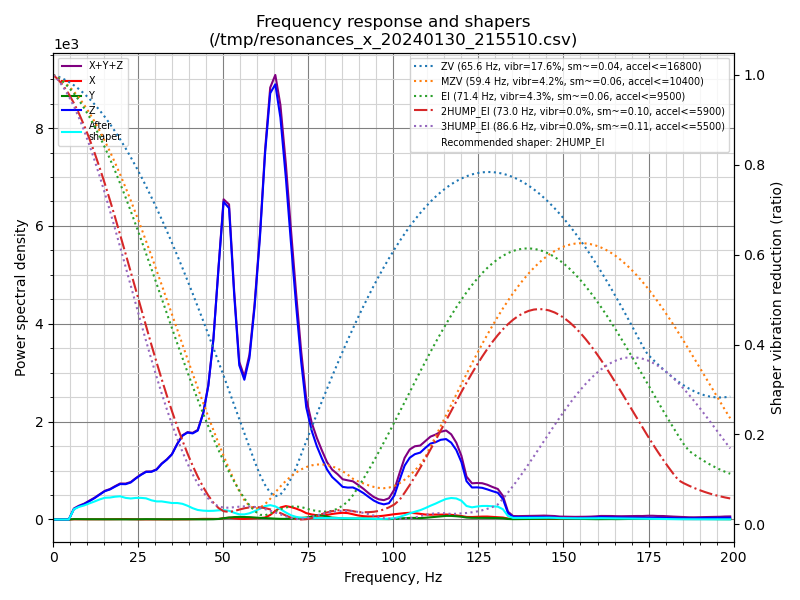 Frequency response and shapers
(/tmp/resonances_x_20240130_215510.csv)
1e3
X+Y+Z
X
Y
Z
After
shaper
ZV (65.6 Hz, vibr=17.6%, sm~=0.04, accel<=16800)
MZV (59.4 Hz, vibr=4.2%, sm~=0.06, accel<=10400)
EI (71.4 Hz, vibr=4.3%, sm~=0.06, accel<=9500)
2HUMP_EI (73.0 Hz, vibr=0.0%, sm~=0.10, accel<=5900)
3HUMP_EI (86.6 Hz, vibr=0.0%, sm~=0.11, accel<=5500)
Recommended shaper: 2HUMP_EI
Power spectral density
8
6
4
2
0
1.0
0.8
0.6
0.4
0.2
0.0
Shaper vibration reduction (ratio)
0 25 50 75 100 125 150 175 200
Frequency, Hz